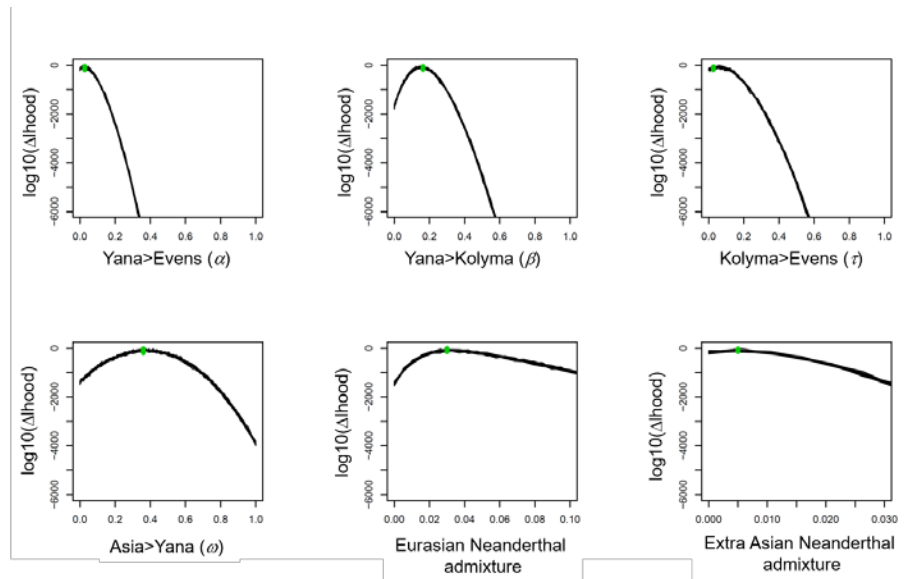 log10(Δlhood)
0
-2000
-4000
-6000
0.0 0.2 0.4 0.6 0.8 1.0
Yana>Evens (α)
log10(Δlhood)
0
-2000
-4000
-6000
0.0 0.2 0.4 0.6 0.8 1.0
Yana>Kolyma (β)
log10(Δlhood)
0
-2000
-4000
-6000
0.0 0.2 0.4 0.6 0.8 1.0
Kolyma>Evens (τ)
log10(Δlhood)
0
-2000
-4000
-6000
0.0 0.2 0.4 0.6 0.8 1.0
Asia>Yana (ω)
log10(Δlhood)
0
-2000
-4000
-6000
0.00 0.02 0.04 0.06 0.08 0.10
Eurasian Neanderthal
admixture
log10(Δlhood)
0
-2000
-4000
-6000
0.000 0.010 0.020 0.030
Extra Asian Neanderthal
admixture